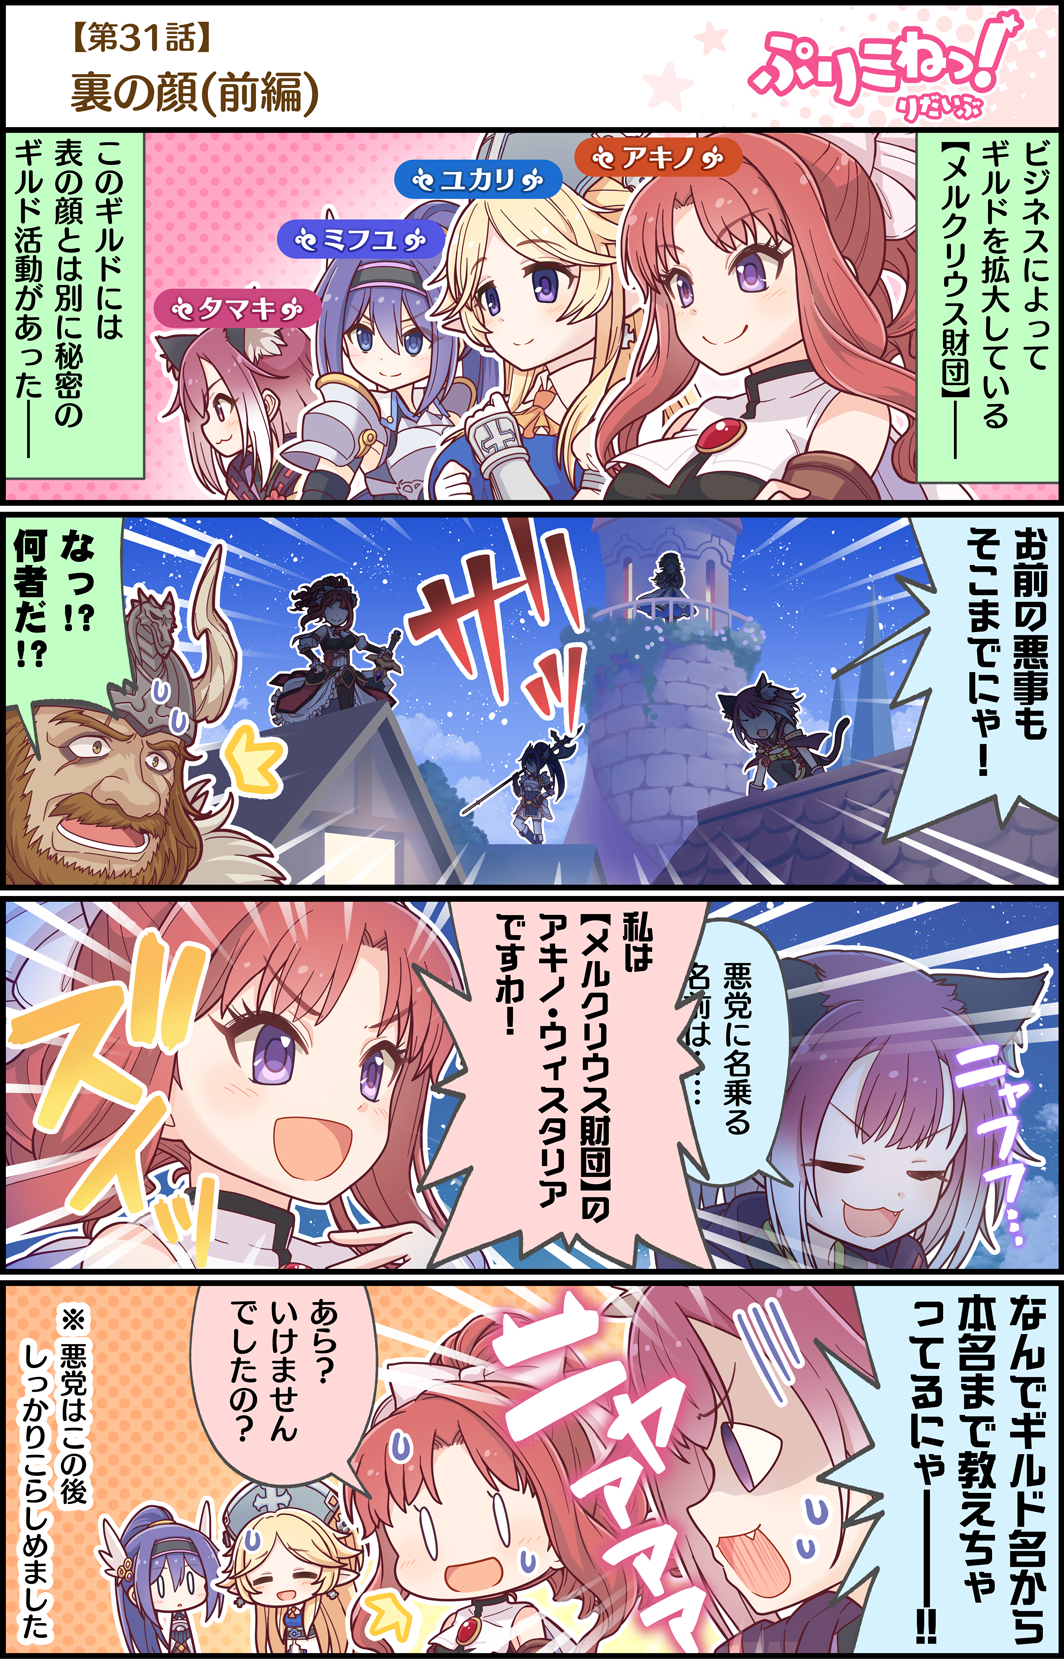 【第31話】
裏の顔(前編)
ぷりこねっ!
りだいぶ
ビジネスによって
ギルドを拡大している
【メルクリウス財団】――
アキノ
ユカリ
ミフユ
タマキ
このギルドには
表の顔とは別に秘密の
ギルド活動があった――
お前の悪事も
そこまでにゃ!
ザッ
なっ!?
何者だ!?
悪党に名乗る
名前は……
ニャフフ…
私は
【メルクリウス財団】の
アキノ・ウィスタリア
ですわ!
ズイッ
なんでギルド名から
本名まで教えちゃ
ってるにゃ――!!
ニャアアアア
あら?
いけません
でしたの?
※悪党はこの後
しっかりこらしめました